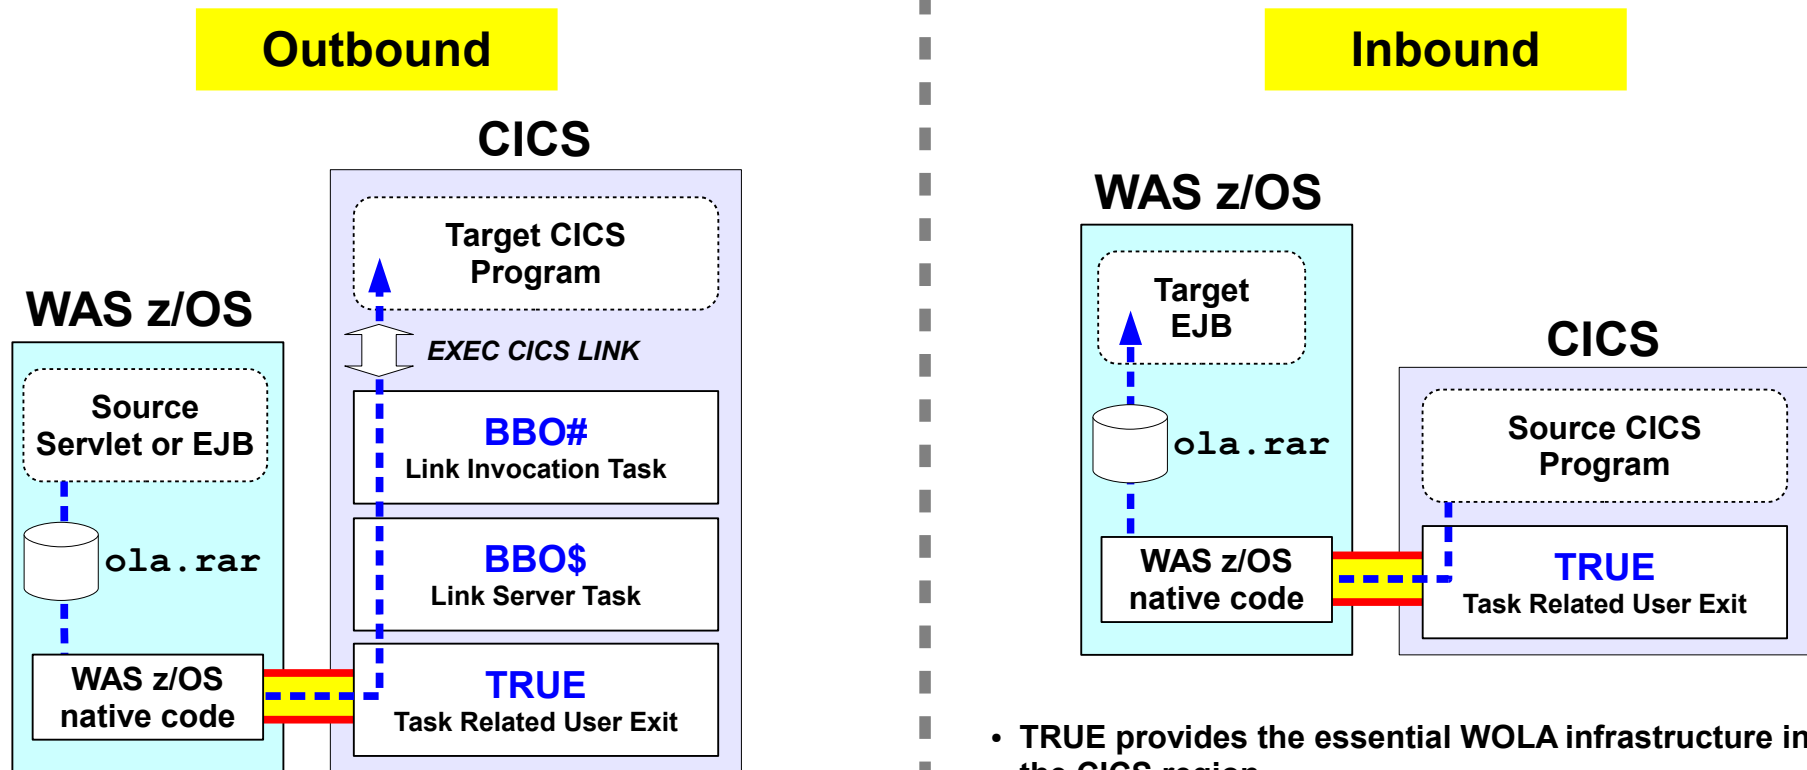 Outbound
CICS
Target CICS
Program
WAS z/OS
EXEC CICS LINK
Source
Servlet or EJB
BBO#
Link Invocation Task
ola.rar
BBO$
Link Server Task
WAS z/OS
native code
TRUE
Task Related User Exit
Inbound
WAS z/OS
Target
EJB
CICS
ola.rar
Source CICS
Program
WAS z/OS
native code
TRUE
Task Related User Exit
• TRUE provides the essential WOLA infrastructure in
the CICS region